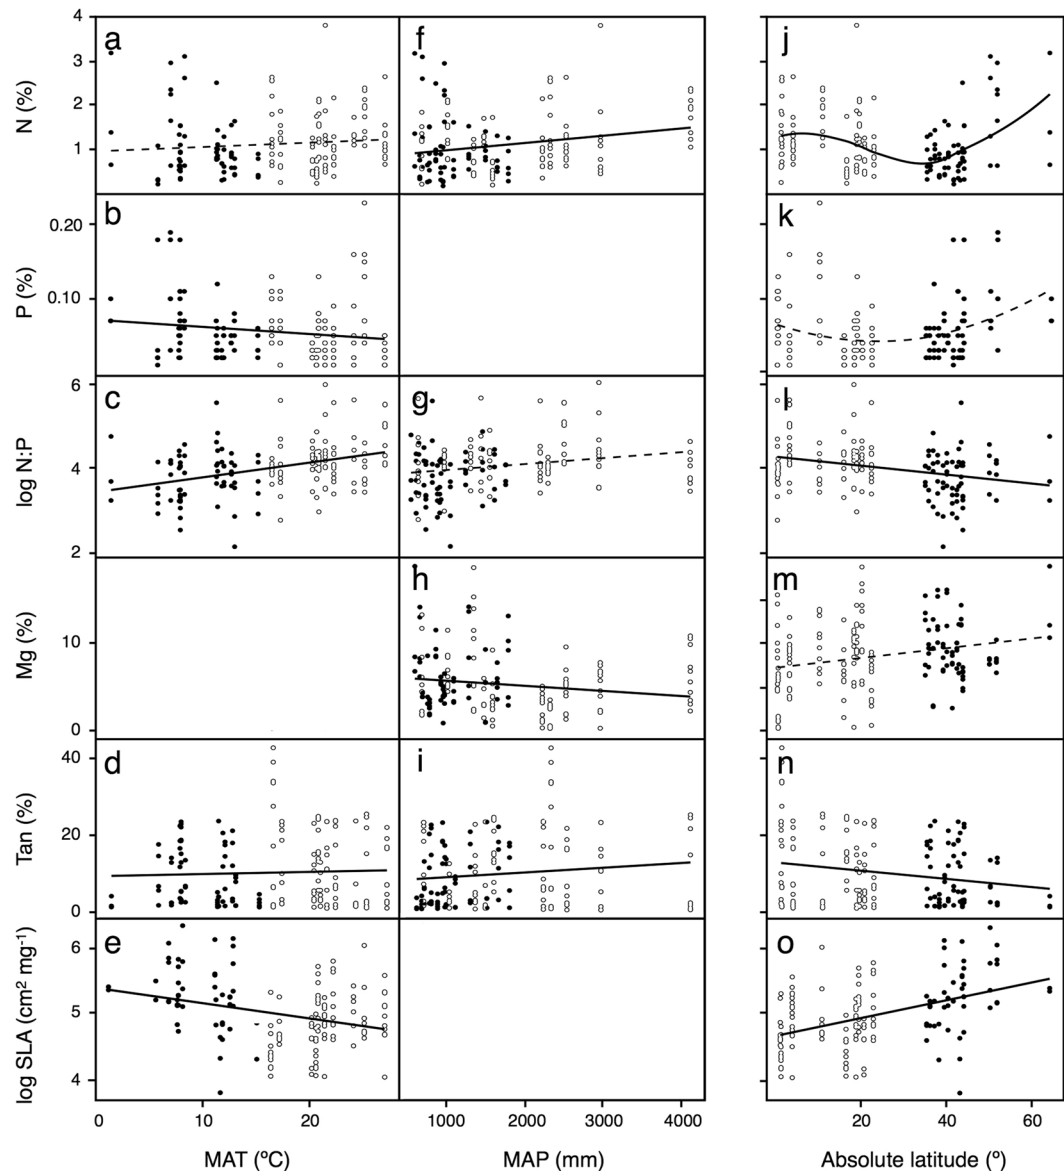 4
a
f
j
3
N (%)
2
1
b
k
0.20
P (%)
0.10
6
c
g
l
log N:P
4
2
h
m
Mg (%)
10
0
d
i
n
40
Tan (%)
20
0
e
o
6
log SLA (cm² mg⁻¹)
5
4
0 10 20 1000 2000 3000 4000 20 40 60
MAT (ºC) MAP (mm) Absolute latitude (º)